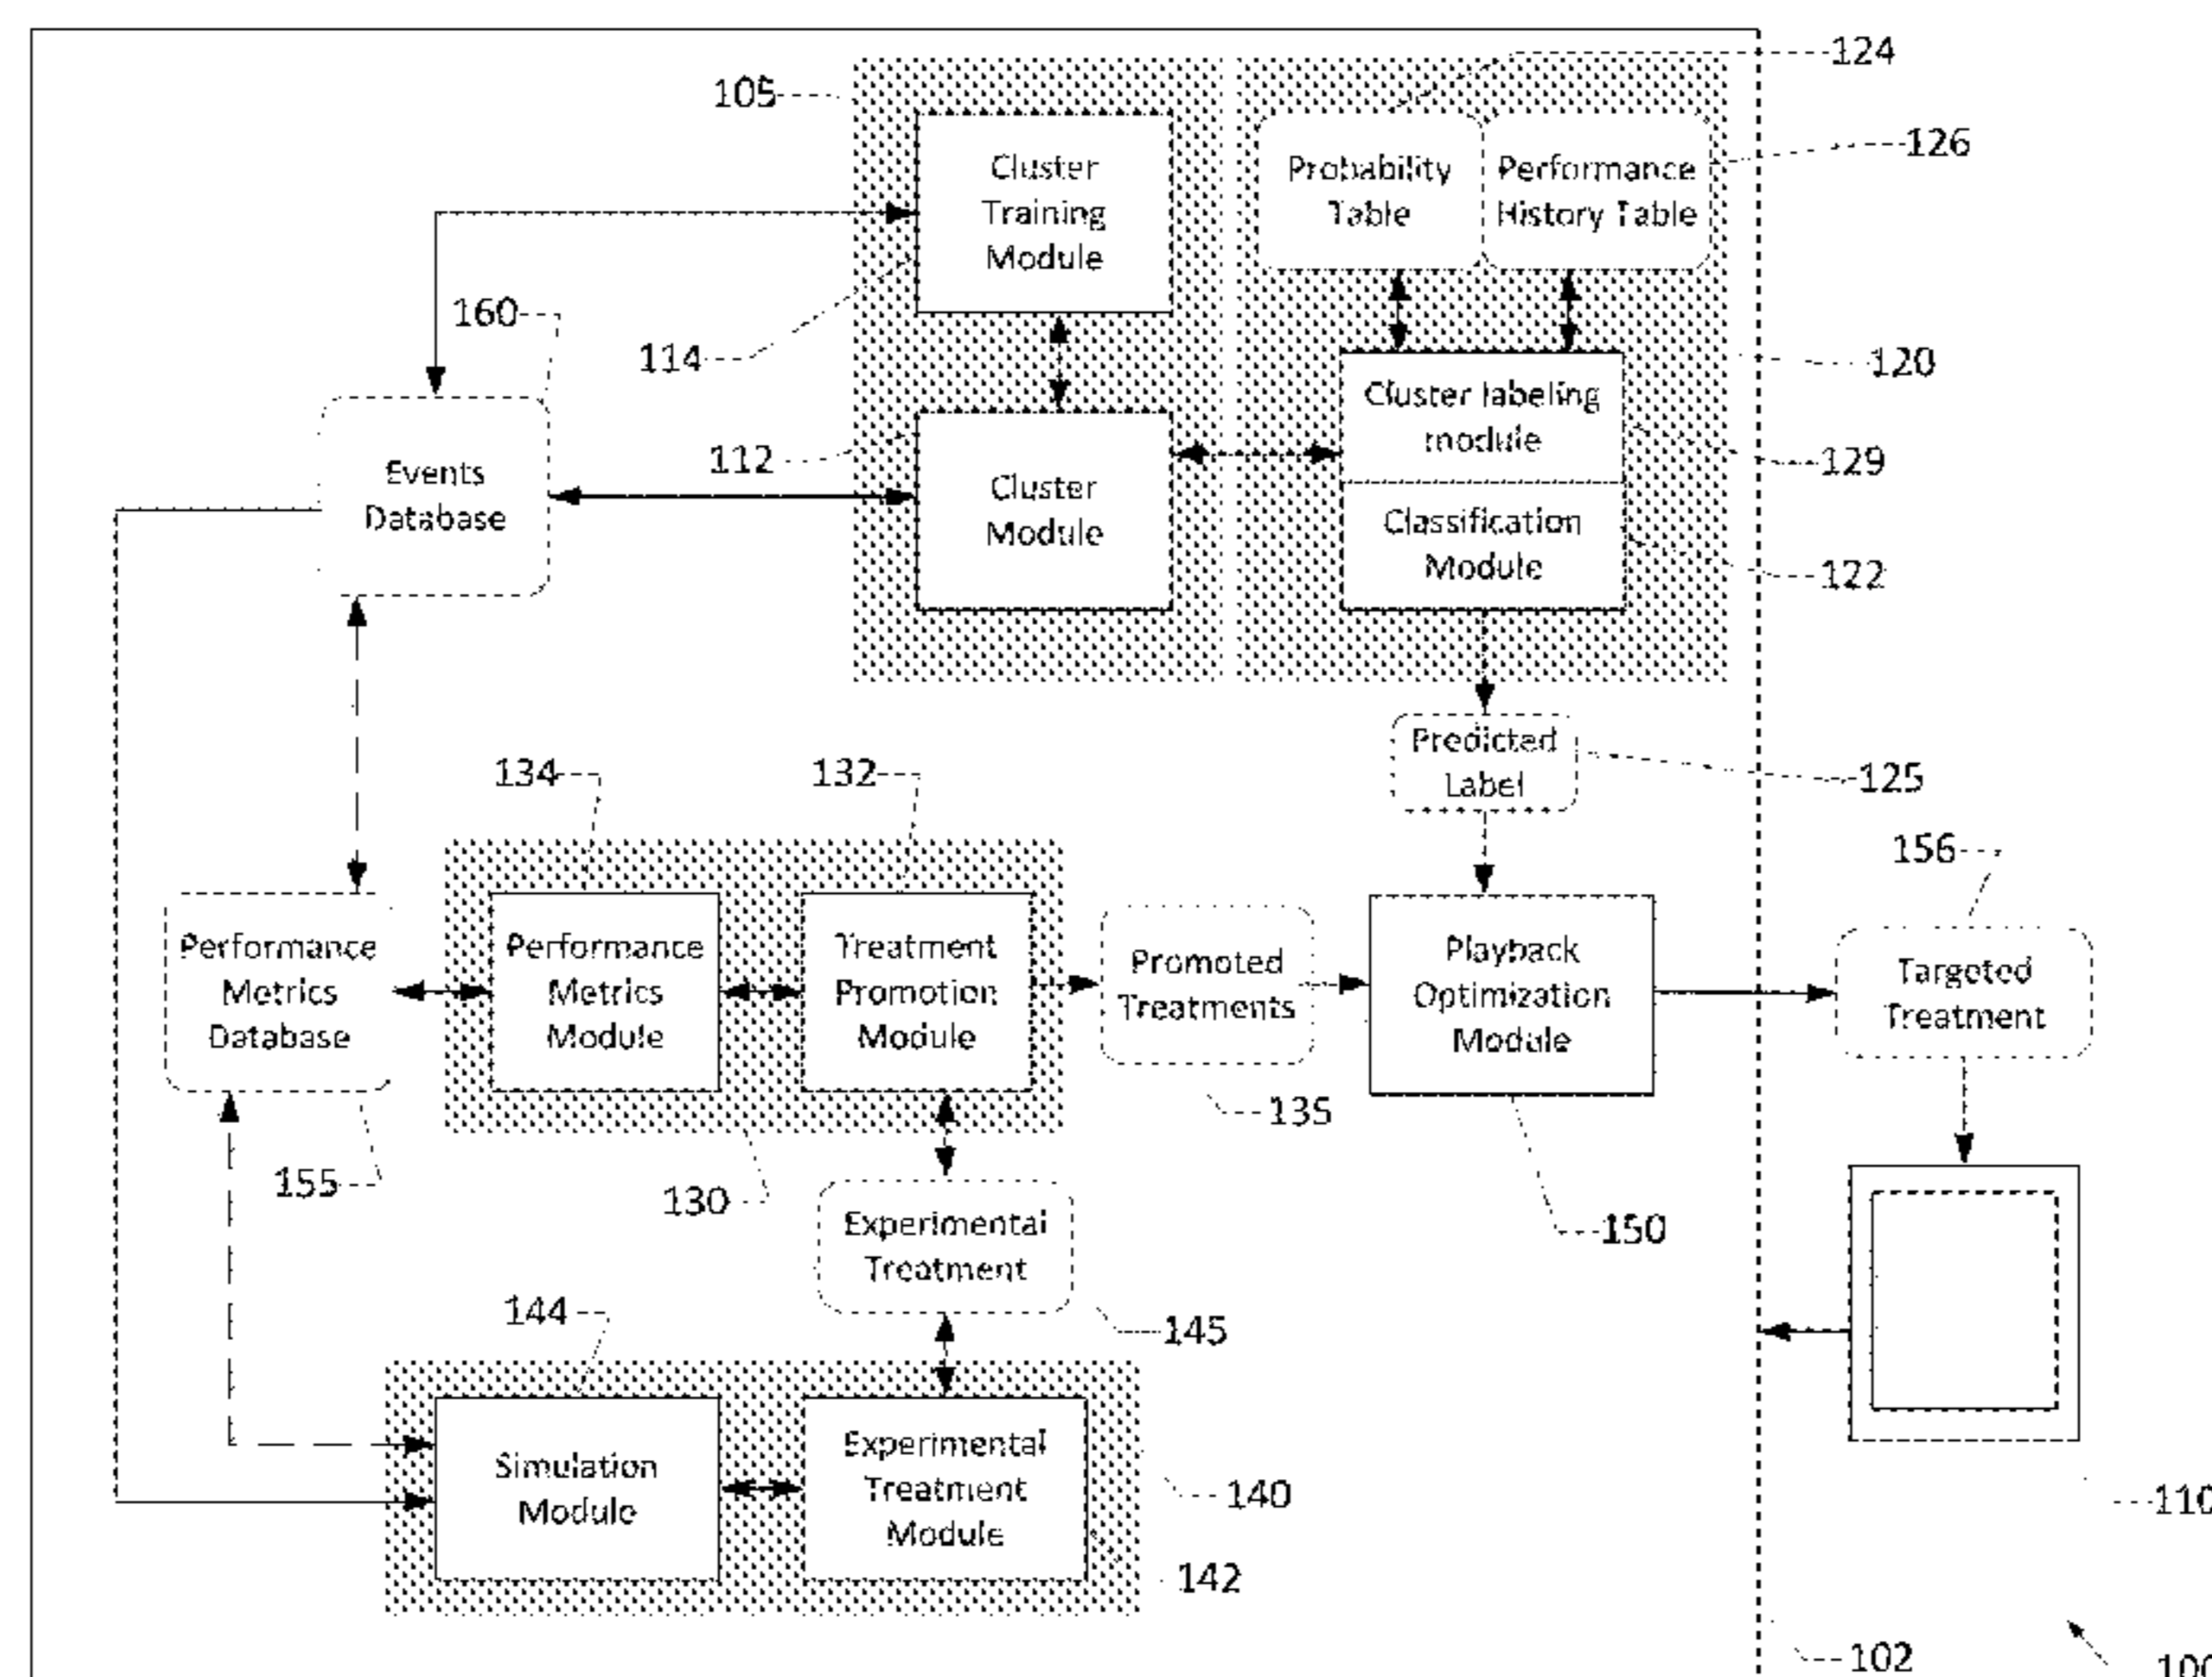 124
105
126
Cluster
Training
Module
Probability
Table
Performance
History Table
160
114
120
Cluster labeling
module
129
112
Events
Database
Cluster
Module
Classification
Module
122
Predicted
Label
125
134
132
156
Performance
Metrics
Database
Performance
Metrics
Module
Treatment
Promotion
Module
Promoted
Treatments
Playback
Optimization
Module
Targeted
Treatment
135
155
130
150
Experimental
Treatment
144
145
Simulation
Module
Experimental
Treatment
Module
140
110
142
102
100